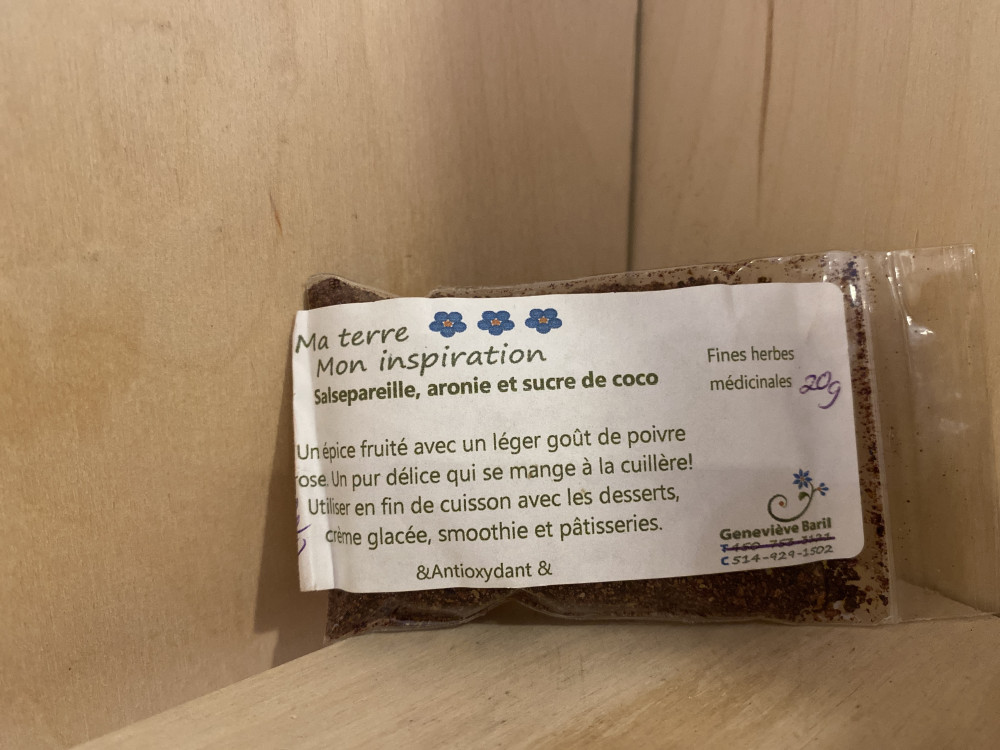 Ma terre
Mon inspiration
Salsepareille, aronie et sucre de coco
Fines herbes
médicinales 20g
Un épice fruité avec un léger goût de poivre
rose. Un pur délice qui se mange à la cuillère!
Utiliser en fin de cuisson avec les desserts,
crème glacée, smoothie et pâtisseries.
&Antioxydant &
Geneviève Baril
C514-929-1502